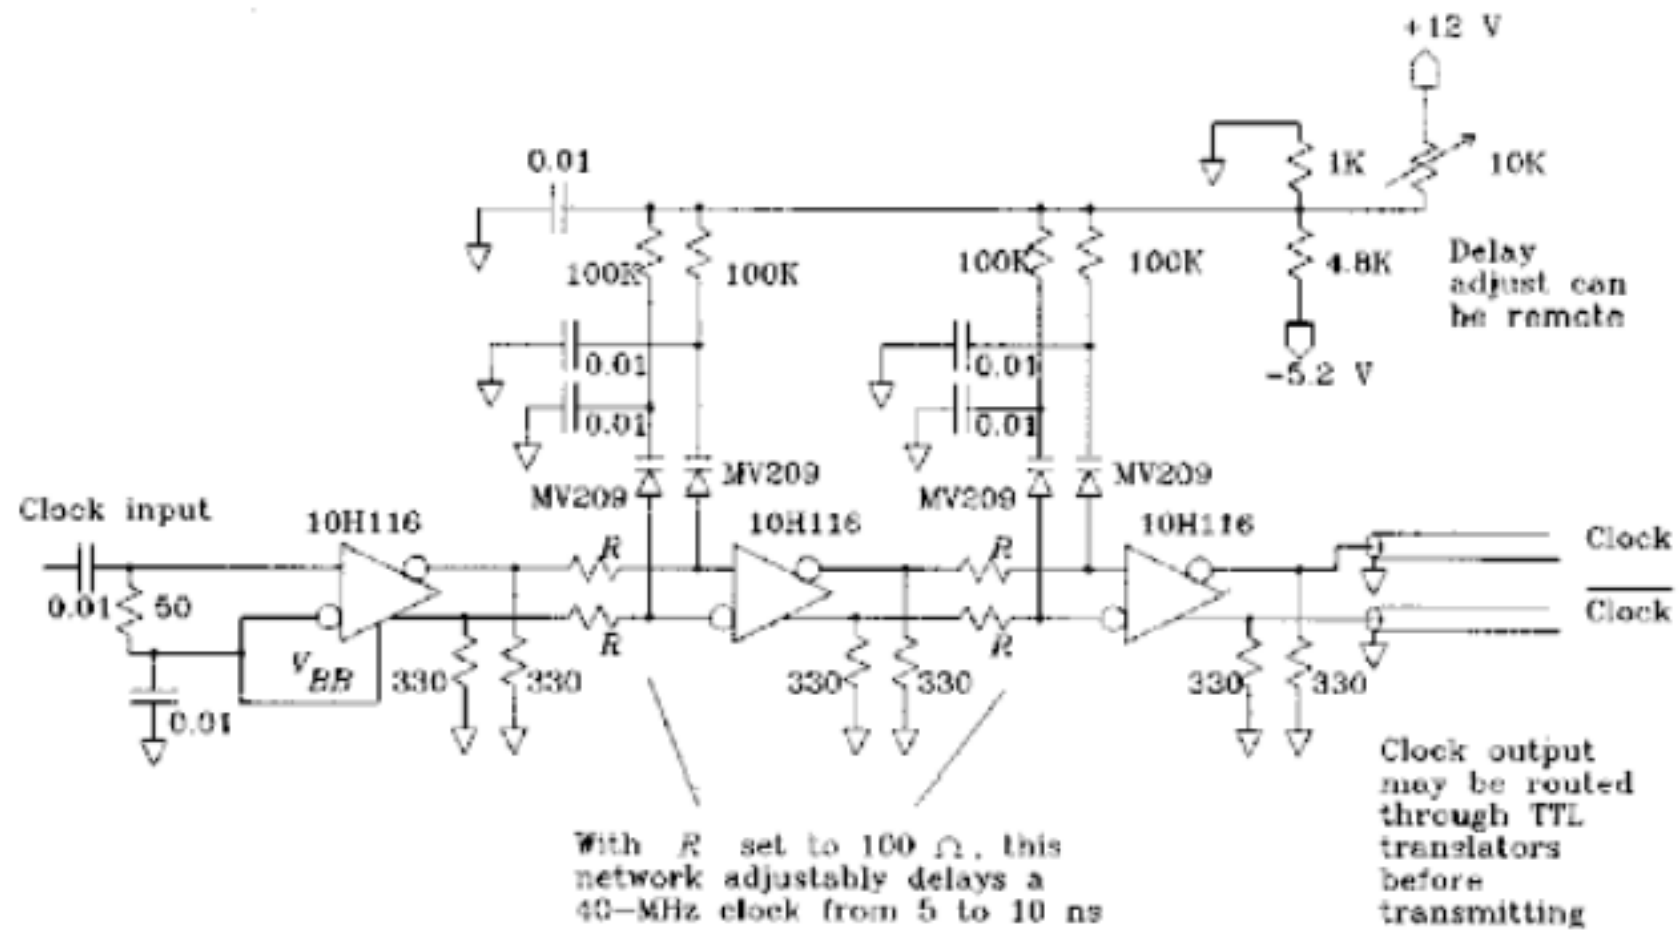 +12 V
0.01
1K
10K
100K
100K
100K
100K
4.8K
Delay
adjust can
be remote
0.01
0.01
0.01
0.01
-5.2 V
MV209
MV209
MV209
MV209
Clock input
10H116
10H116
10H116
R
R
Clock
0.01
50
Clock
R
R
VBB
330
330
330
330
330
330
0.01
With R set to 100 Ω, this
network adjustably delays a
40-MHz clock from 5 to 10 ns
Clock output
may be routed
through TTL
translators
before
transmitting